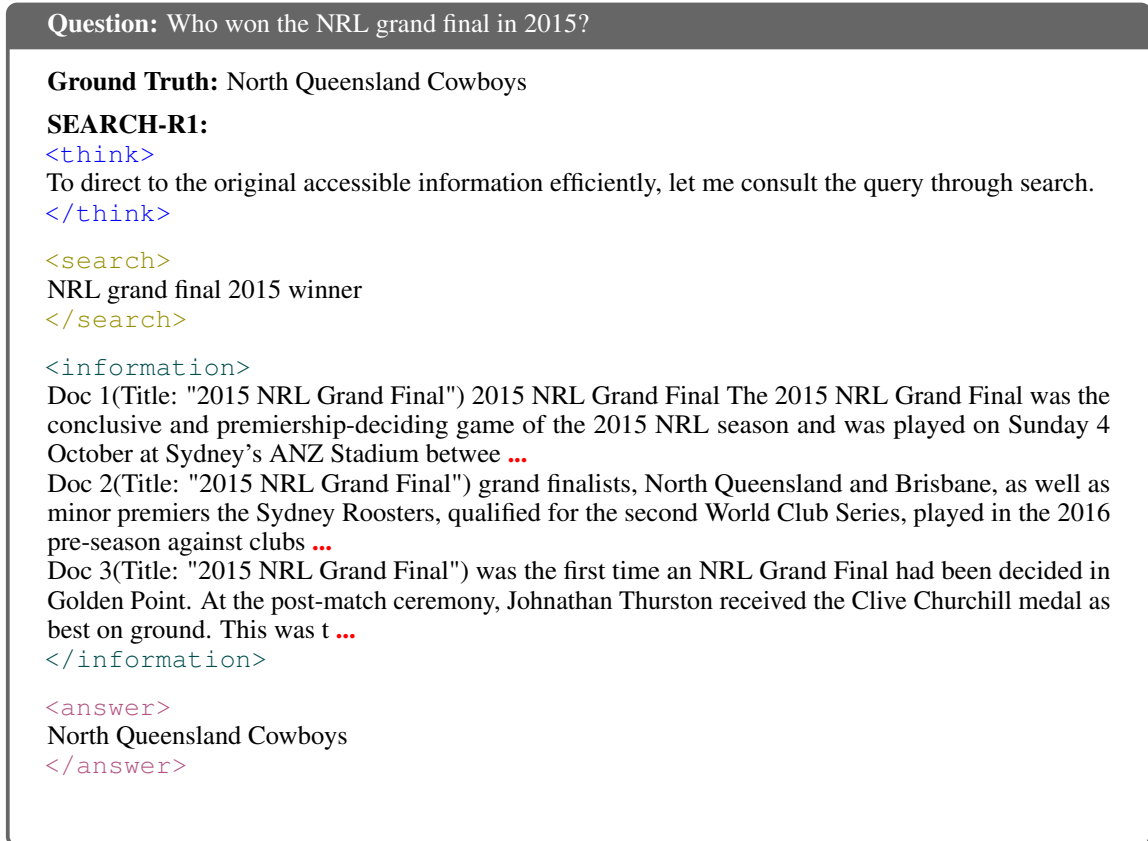 Question: Who won the NRL grand final in 2015?
Ground Truth: North Queensland Cowboys
SEARCH-R1:
<think>
To direct to the original accessible information efficiently, let me consult the query through search.
</think>
<search>
NRL grand final 2015 winner
</search>
<information>
Doc 1(Title: "2015 NRL Grand Final") 2015 NRL Grand Final The 2015 NRL Grand Final was the
conclusive and premiership-deciding game of the 2015 NRL season and was played on Sunday 4
October at Sydney's ANZ Stadium betwee ...
Doc 2(Title: "2015 NRL Grand Final") grand finalists, North Queensland and Brisbane, as well as
minor premiers the Sydney Roosters, qualified for the second World Club Series, played in the 2016
pre-season against clubs ...
Doc 3(Title: "2015 NRL Grand Final") was the first time an NRL Grand Final had been decided in
Golden Point. At the post-match ceremony, Johnathan Thurston received the Clive Churchill medal as
best on ground. This was t ...
</information>
<answer>
North Queensland Cowboys
</answer>